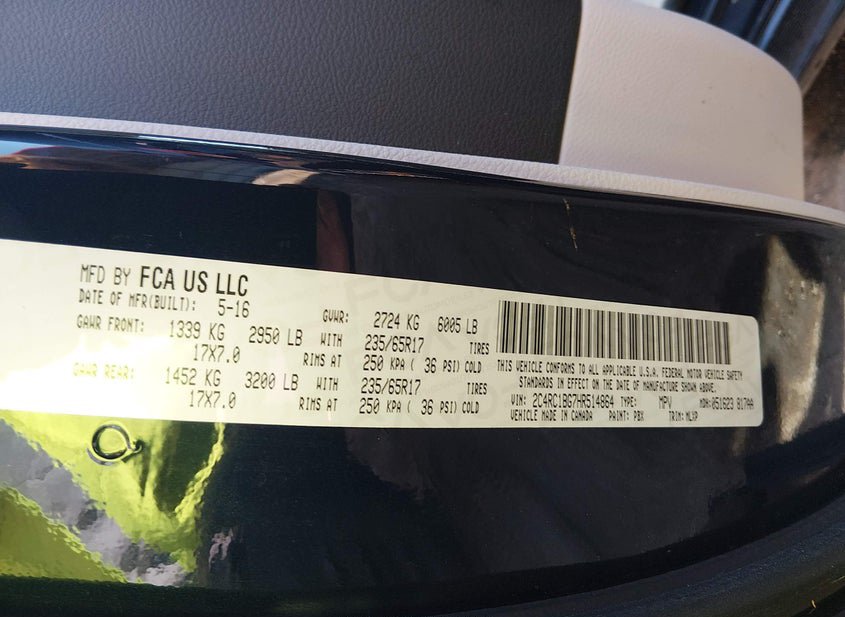 MFD BY FCA US LLC
DATE OF MFR(BUILT): 5-16 GVWR: 2724 KG 6005 LB
GAWR FRONT: 1339 KG 2950 LB WITH 235/65R17 TIRES
17X7.0 RIMS AT 250 KPA ( 36 PSI) COLD
GAWR REAR: 1452 KG 3200 LB WITH 235/65R17 TIRES
17X7.0 RIMS AT 250 KPA ( 36 PSI) COLD
THIS VEHICLE CONFORMS TO ALL APPLICABLE U.S.A. FEDERAL MOTOR VEHICLE SAFETY
STANDARDS IN EFFECT ON THE DATE OF MANUFACTURE SHOWN ABOVE.
VIN: 2C4RC1BG7HR514864 TYPE: MPV MDH: 051623 817AA
VEHICLE MADE IN CANADA PAINT: PBX TRIM: MLXP